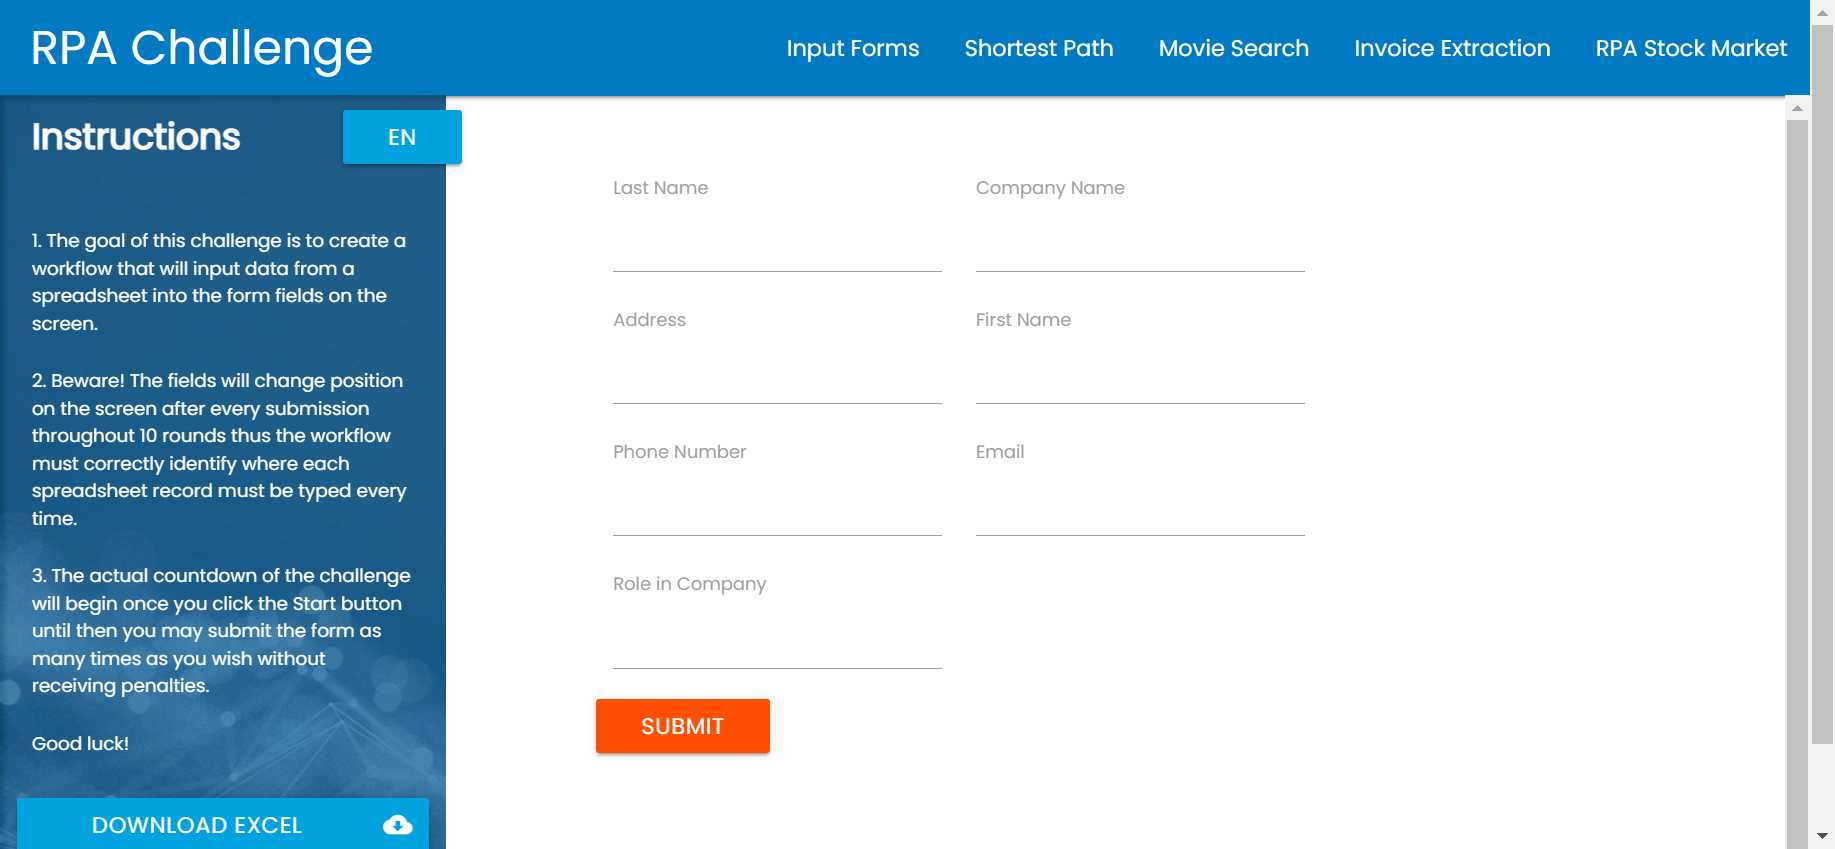 RPA Challenge
Input Forms
Shortest Path
Movie Search
Invoice Extraction
RPA Stock Market
Instructions
EN
1. The goal of this challenge is to create a
workflow that will input data from a
spreadsheet into the form fields on the
screen.
2. Beware! The fields will change position
on the screen after every submission
throughout 10 rounds thus the workflow
must correctly identify where each
spreadsheet record must be typed every
time.
3. The actual countdown of the challenge
will begin once you click the Start button
until then you may submit the form as
many times as you wish without
receiving penalties.
Good luck!
DOWNLOAD EXCEL
Last Name
Company Name
Address
First Name
Phone Number
Email
Role in Company
SUBMIT